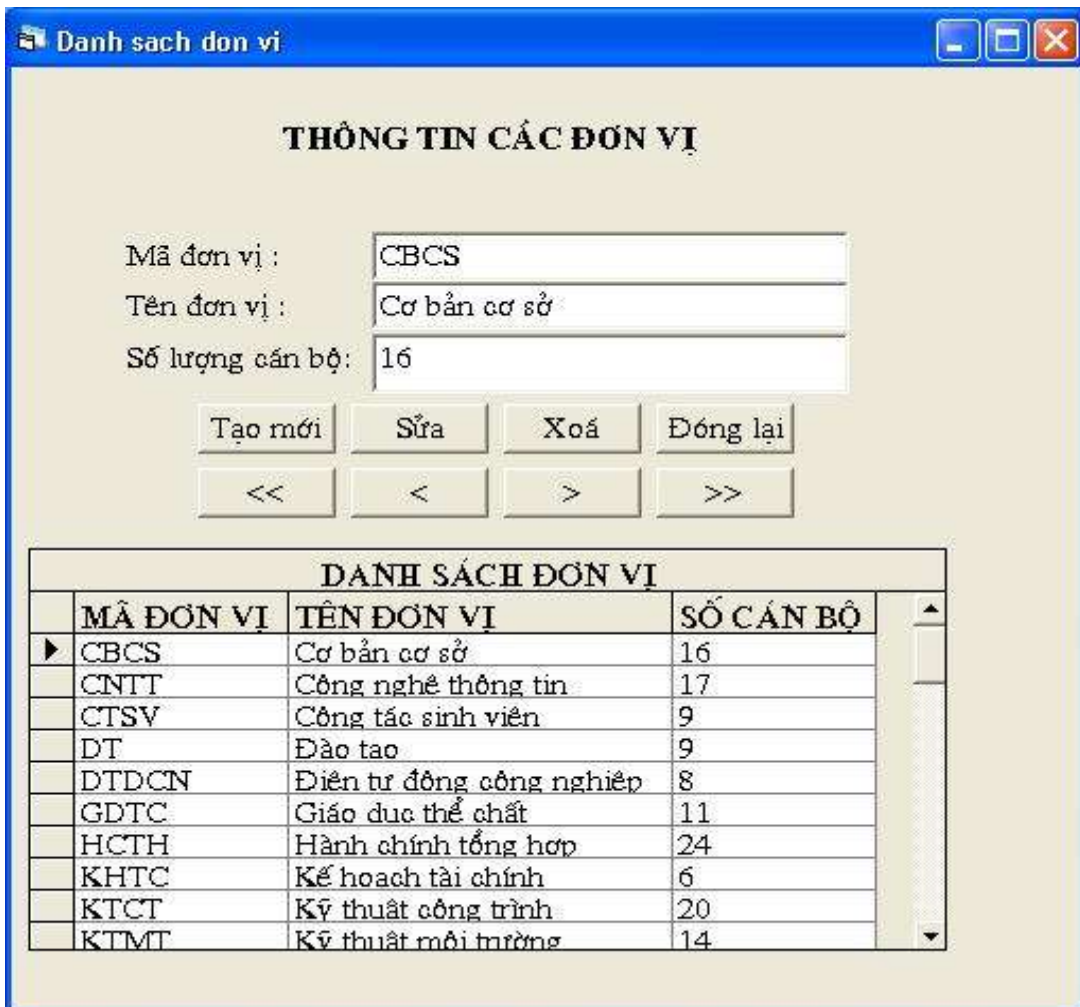 Danh sach don vi
THÔNG TIN CÁC ĐƠN VỊ
Mã đơn vị :
CBCS
Tên đơn vị :
Cơ bản cơ sở
Số lượng cán bộ:
16
Tạo mới Sửa Xoá Đóng lại
<< < > >>
DANH SÁCH ĐƠN VỊ
MÃ ĐƠN VỊ TÊN ĐƠN VỊ SỐ CÁN BỘ
CBCS Cơ bản cơ sở 16
CNTT Công nghệ thông tin 17
CTSV Công tác sinh viên 9
DT Đào tạo 9
DTDCN Điện tự động công nghiệp 8
GDTC Giáo dục thể chất 11
HCTH Hành chính tổng hợp 24
KHTC Kế hoạch tài chính 6
KTCT Kỹ thuật công trình 20
KTMT Kỹ thuật môi trường 14